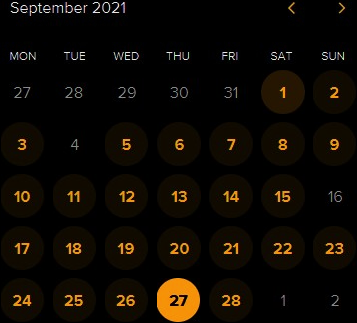 September 2021
MON TUE WED THU FRI SAT SUN
27 28 29 30 31 1 2
3 4 5 6 7 8 9
10 11 12 13 14 15 16
17 18 19 20 21 22 23
24 25 26 27 28 1 2